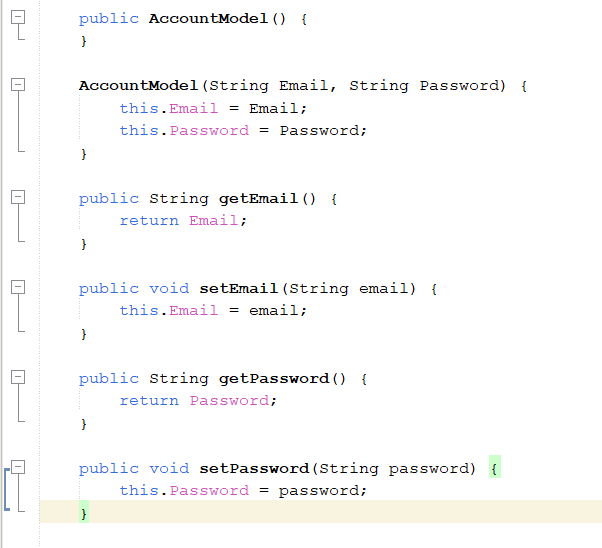 public AccountModel() {
}
AccountModel(String Email, String Password) {
this.Email = Email;
this.Password = Password;
}
public String getEmail() {
return Email;
}
public void setEmail(String email) {
this.Email = email;
}
public String getPassword() {
return Password;
}
public void setPassword(String password) {
this.Password = password;
}